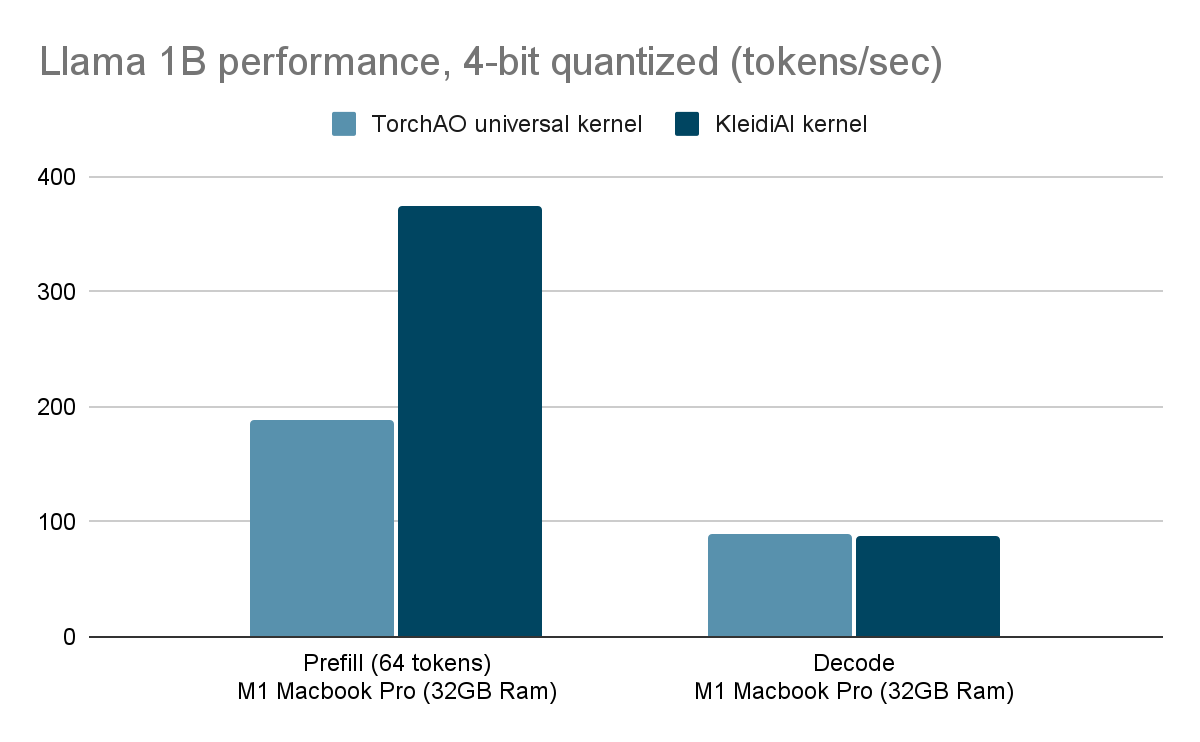 Llama 1B performance, 4-bit quantized (tokens/sec)
TorchAO universal kernel
KleidiAI kernel
400
300
200
100
0
Prefill (64 tokens)
M1 Macbook Pro (32GB Ram)
Decode
M1 Macbook Pro (32GB Ram)